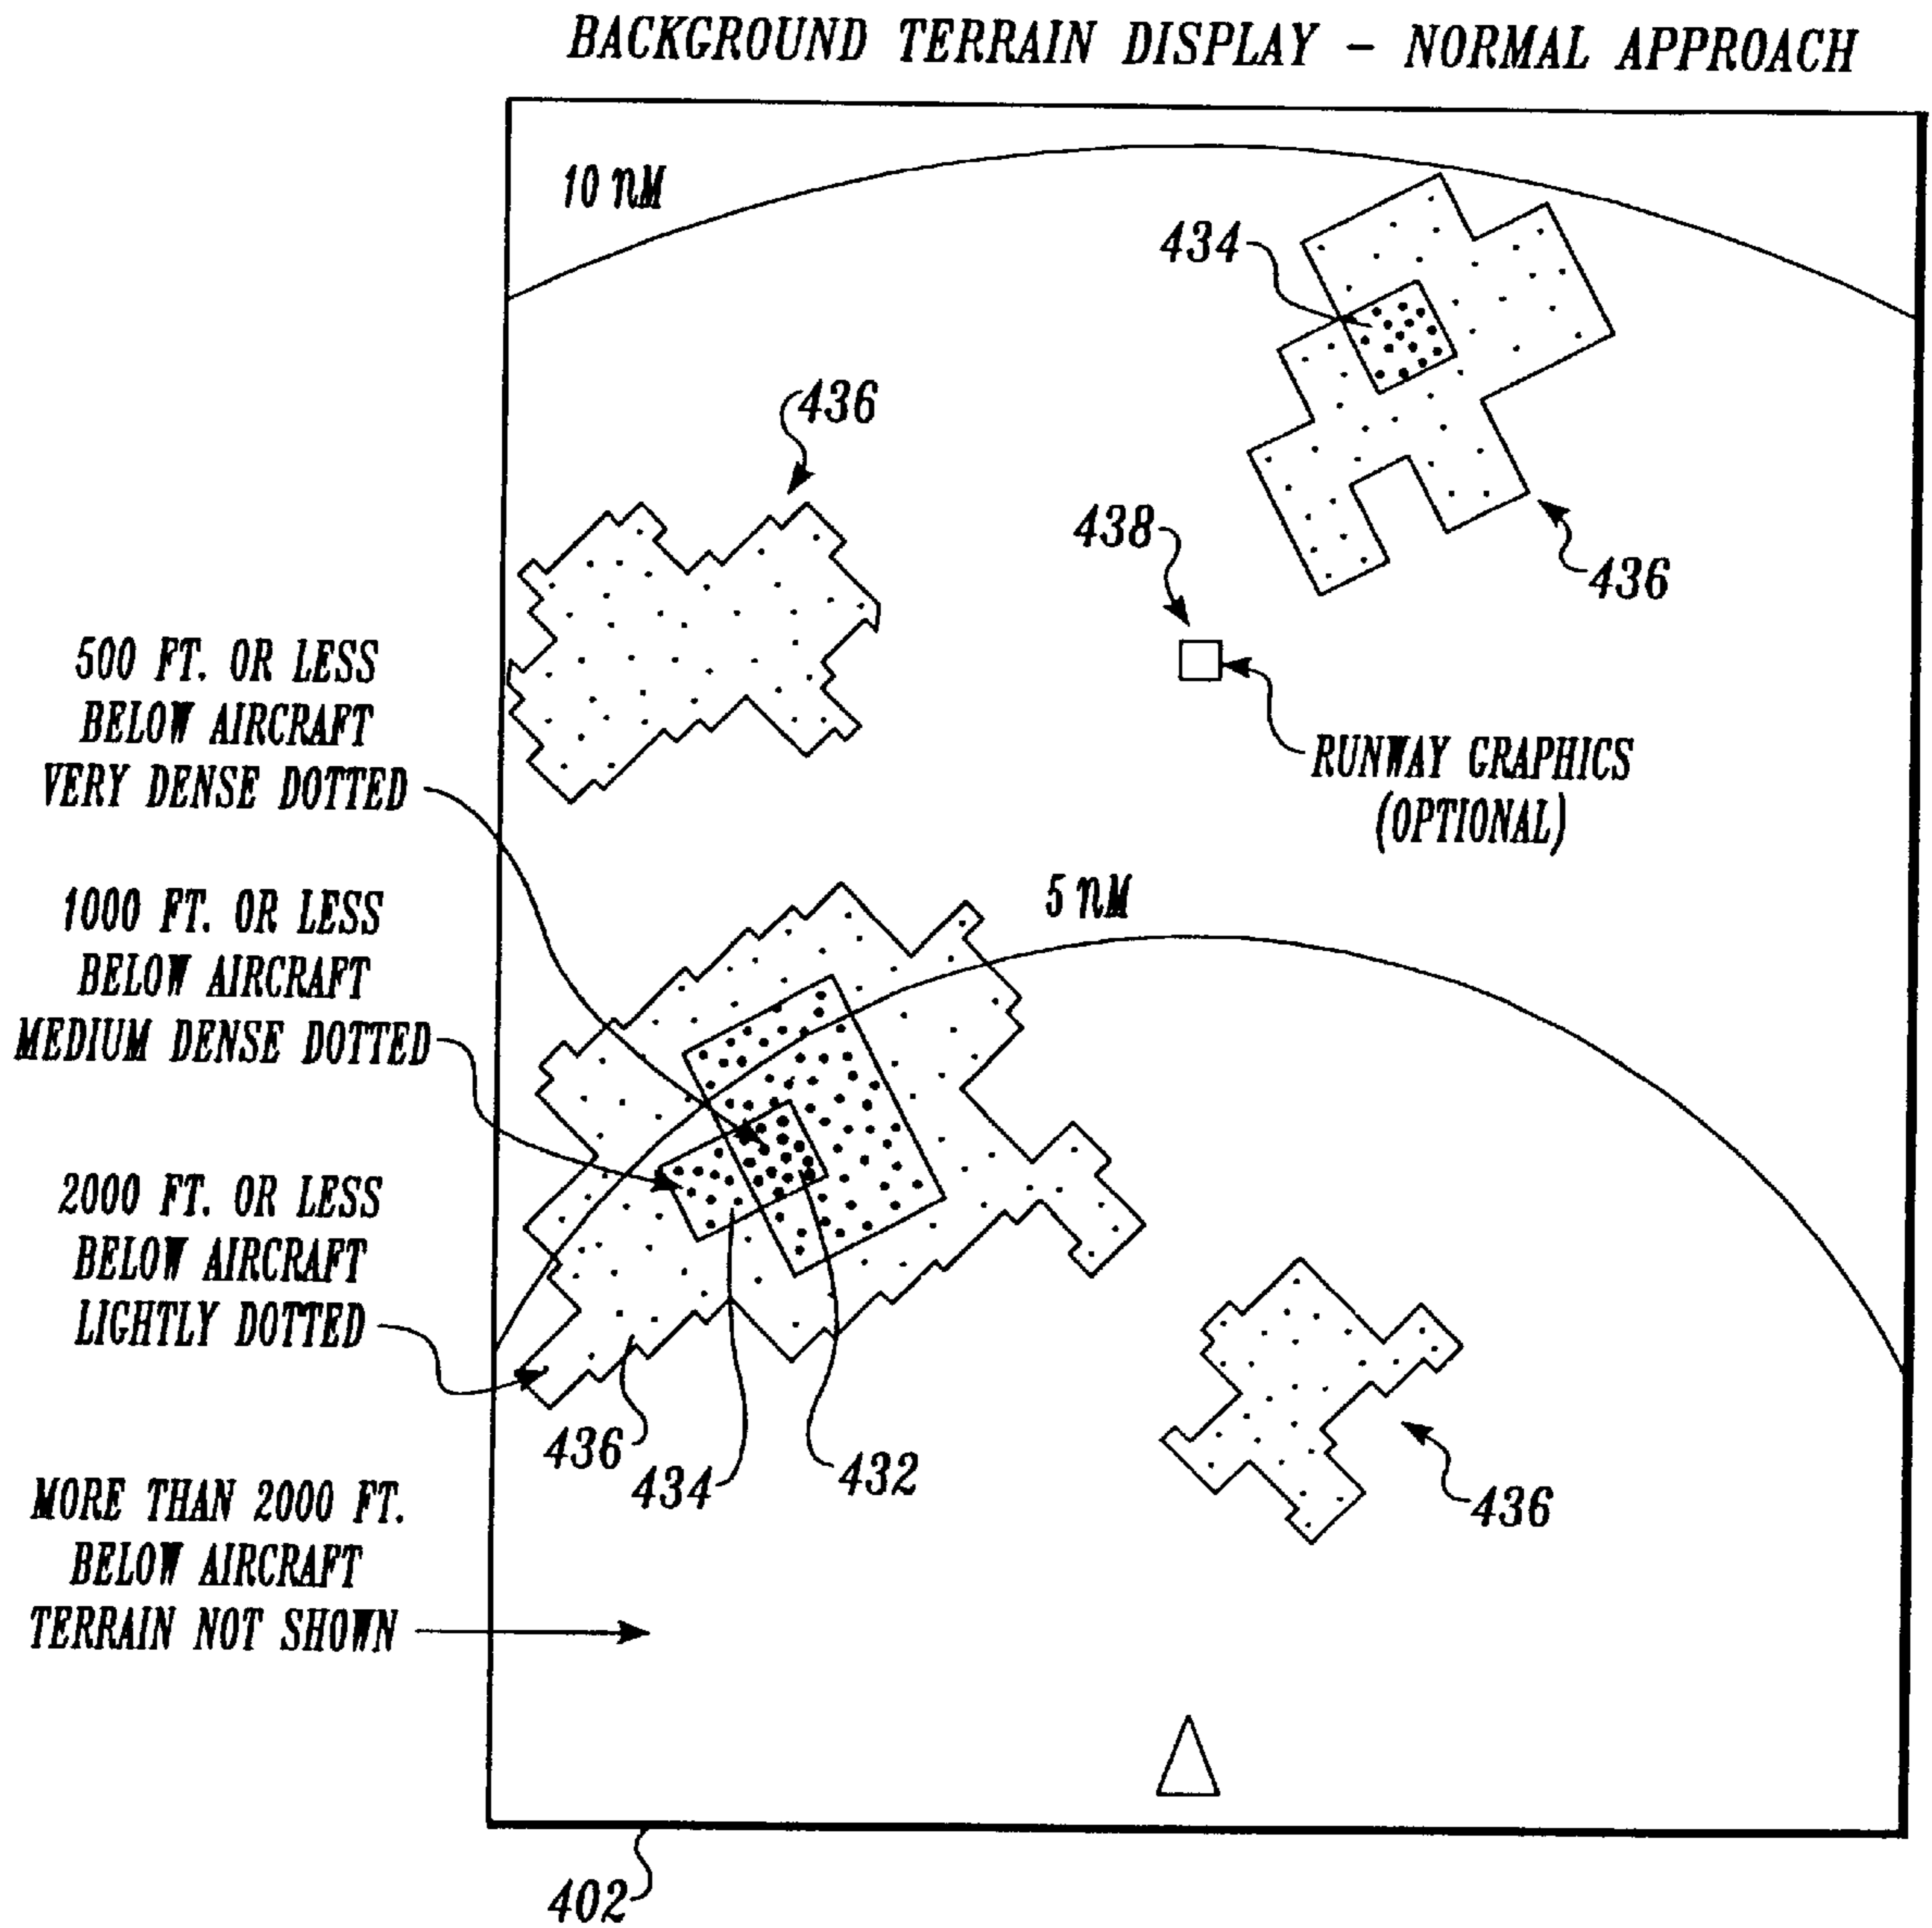 BACKGROUND TERRAIN DISPLAY - NORMAL APPROACH
10 nM
434
436
438
436
500 FT. OR LESS
BELOW AIRCRAFT
VERY DENSE DOTTED
RUNWAY GRAPHICS
(OPTIONAL)
1000 FT. OR LESS
BELOW AIRCRAFT
MEDIUM DENSE DOTTED
5 nM
2000 FT. OR LESS
BELOW AIRCRAFT
LIGHTLY DOTTED
436
434
432
436
MORE THAN 2000 FT.
BELOW AIRCRAFT
TERRAIN NOT SHOWN
402